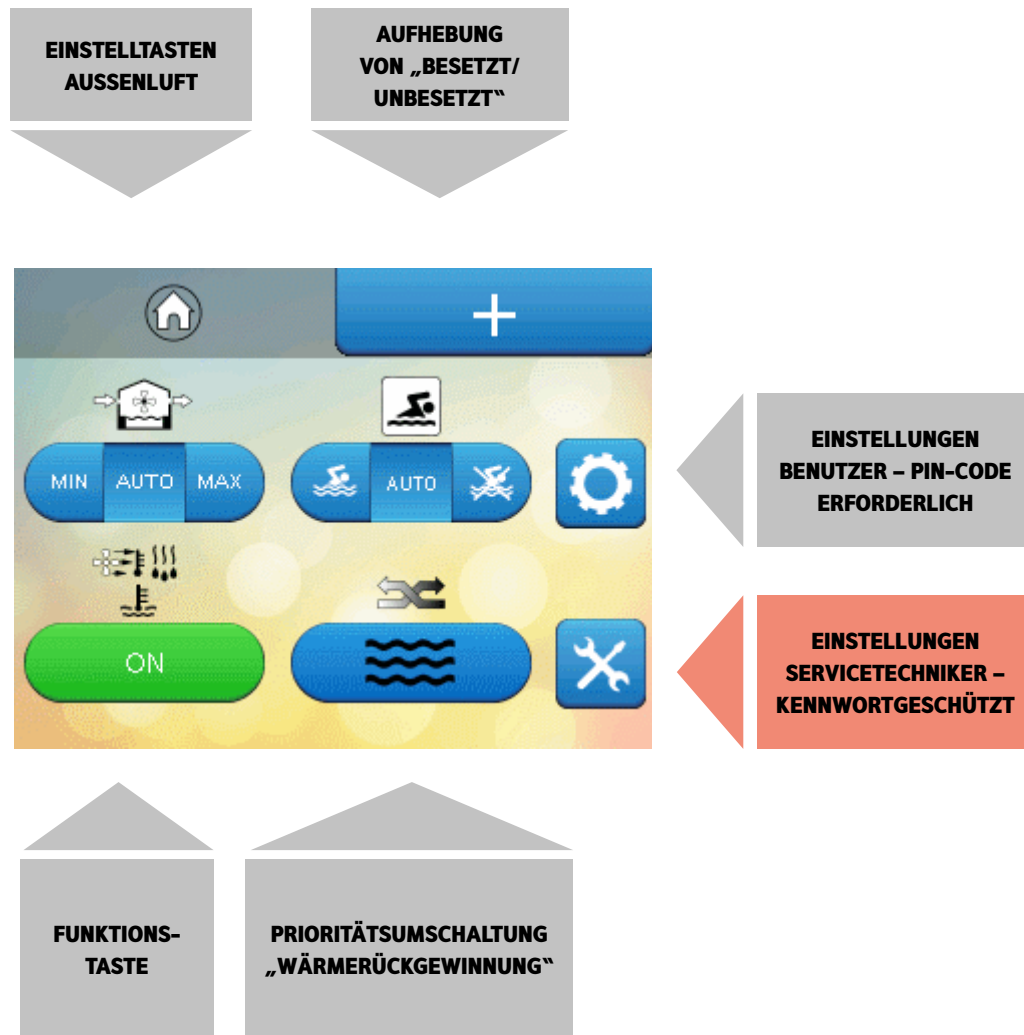 EINSTELLTASTEN
AUSSENLUFT
AUFHEBUNG
VON „BESETZT/
UNBESETZT“
MIN AUTO MAX
AUTO
EINSTELLUNGEN
BENUTZER – PIN-CODE
ERFORDERLICH
ON
EINSTELLUNGEN
SERVICETECHNIKER –
KENNWORTGESCHÜTZT
FUNKTIONS-
TASTE
PRIORITÄTSUMSCHALTUNG
„WÄRMERÜCKGEWINNUNG“